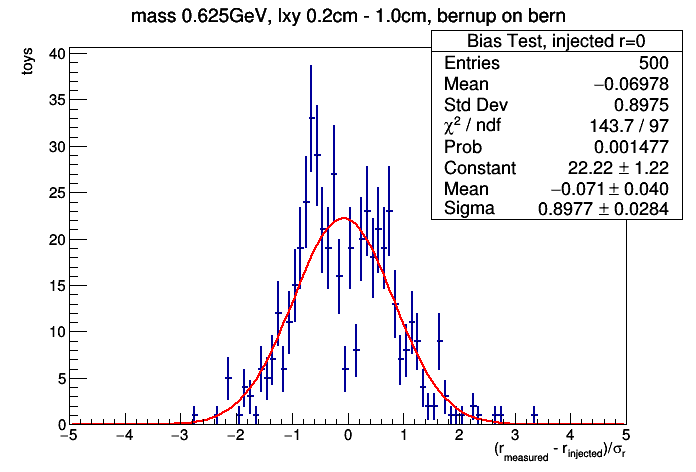 mass 0.625GeV, lxy 0.2cm - 1.0cm, bernup on bern
toys
Bias Test, injected r=0
Entries 500
Mean −0.06978
Std Dev 0.8975
χ² / ndf 143.7 / 97
Prob 0.001477
Constant 22.22 ± 1.22
Mean −0.071 ± 0.040
Sigma 0.8977 ± 0.0284
40
35
30
25
20
15
10
5
0
−5 −4 −3 −2 −1 0 1 2 3 4 5
(r_measured - r_injected)/σ_r